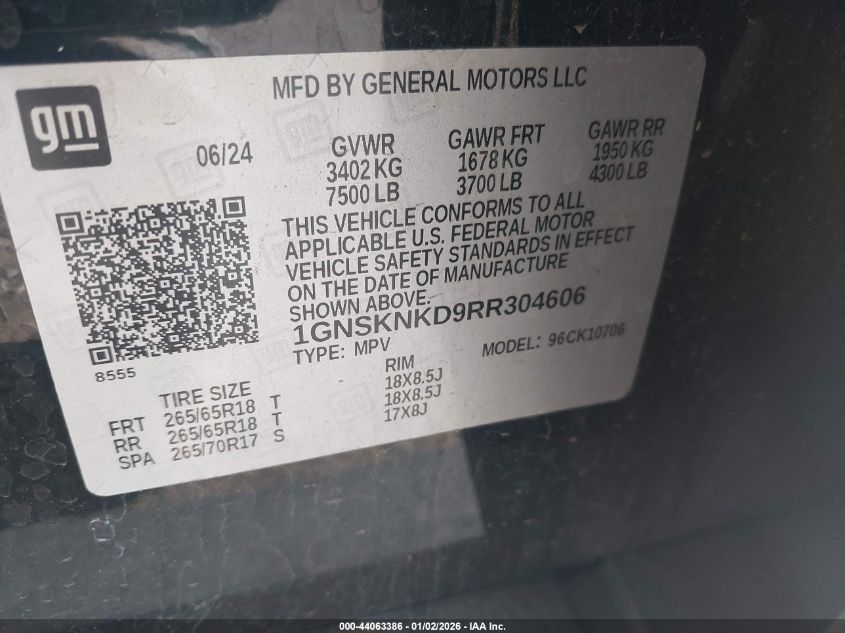 MFD BY GENERAL MOTORS LLC
gm
06/24
GVWR GAWR FRT GAWR RR
3402 KG 1678 KG 1950 KG
7500 LB 3700 LB 4300 LB
THIS VEHICLE CONFORMS TO ALL
APPLICABLE U.S. FEDERAL MOTOR
VEHICLE SAFETY STANDARDS IN EFFECT
ON THE DATE OF MANUFACTURE
SHOWN ABOVE.
1GNSKNKD9RR304606
TYPE: MPV MODEL: 96CK10706
8555
TIRE SIZE RIM
FRT 265/65R18 T 18X8.5J
RR 265/65R18 T 18X8.5J
SPA 265/70R17 S 17X8J
000-44063386 - 01/02/2026 - IAA Inc.